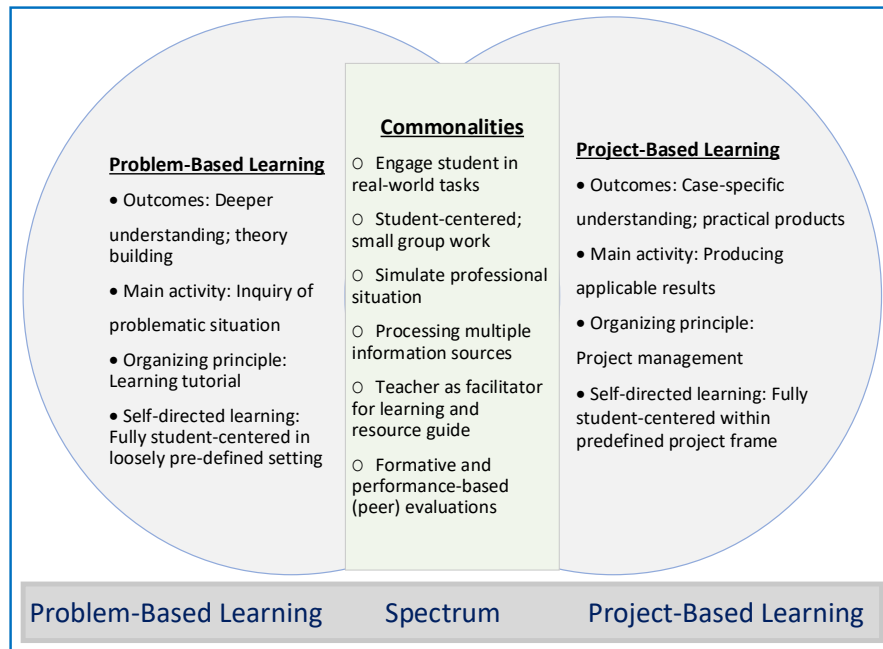 Problem-Based Learning
• Outcomes: Deeper
understanding; theory
building
• Main activity: Inquiry of
problematic situation
• Organizing principle:
Learning tutorial
• Self-directed learning:
Fully student-centered in
loosely pre-defined setting
Commonalities
○ Engage student in
real-world tasks
○ Student-centered;
small group work
○ Simulate professional
situation
○ Processing multiple
information sources
○ Teacher as facilitator
for learning and
resource guide
○ Formative and
performance-based
(peer) evaluations
Project-Based Learning
• Outcomes: Case-specific
understanding; practical products
• Main activity: Producing
applicable results
• Organizing principle:
Project management
• Self-directed learning: Fully
student-centered within
predefined project frame
Problem-Based Learning Spectrum Project-Based Learning